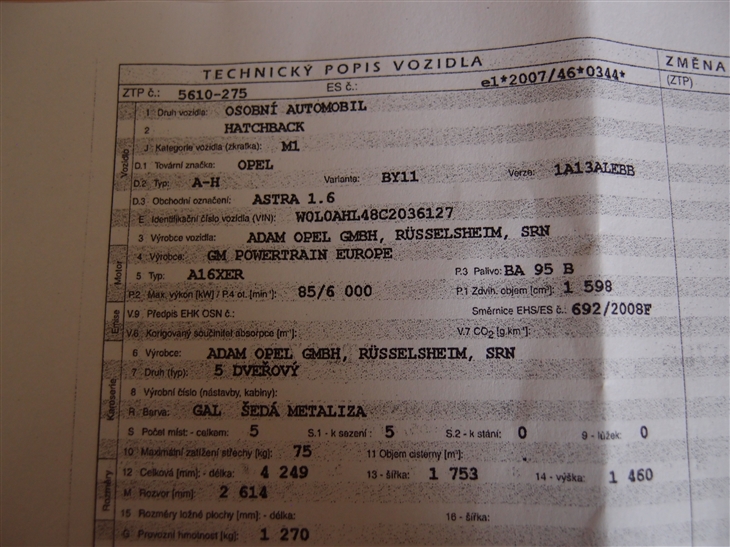 TECHNICKÝ POPIS VOZIDLA
ZMĚNA
ZTP č.: 5610-275 ES č.: e1*2007/46*0344* (ZTP)
Vozidlo
1 Druh vozidla: OSOBNÍ AUTOMOBIL
2 HATCHBACK
J Kategorie vozidla (zkratka): M1
D.1 Tovární značka: OPEL
D.2 Typ: A-H Varianta: BY11 Verze: 1A13ALEBB
D.3 Obchodní označení: ASTRA 1.6
E Identifikační číslo vozidla (VIN): W0L0AHL48C2036127
3 Výrobce vozidla: ADAM OPEL GMBH, RÜSSELSHEIM, SRN
Motor
4 Výrobce: GM POWERTRAIN EUROPE
5 Typ: A16XER P.3 Palivo: BA 95 B
P.2 Max. výkon [kW] / P.4 ot. [min⁻¹]: 85/6 000 P.1 Zdvih. objem [cm³]: 1 598
Emise
V.9 Předpis EHK OSN č.: Směrnice EHS/ES č.: 692/2008F
V.6 Korigovaný součinitel absorpce [m⁻¹]: V.7 CO₂ [g.km⁻¹]:
Karoserie
6 Výrobce: ADAM OPEL GMBH, RÜSSELSHEIM, SRN
7 Druh (typ): 5 DVEŘOVÝ
8 Výrobní číslo (nástavby, kabiny):
R Barva: GAL ŠEDÁ METALIZA
S Počet míst - celkem: 5 S.1 - k sezení: 5 S.2 - k stání: 0 9 - lůžek: 0
10 Maximální zatížení střechy [kg]: 75 11 Objem cisterny [m³]:
Rozměry
12 Celková [mm]: - délka: 4 249 13 - šířka: 1 753 14 - výška: 1 460
M Rozvor [mm]: 2 614
15 Rozměry ložné plochy [mm]: - délka: 16 - šířka:
G Provozní hmotnost [kg]: 1 270